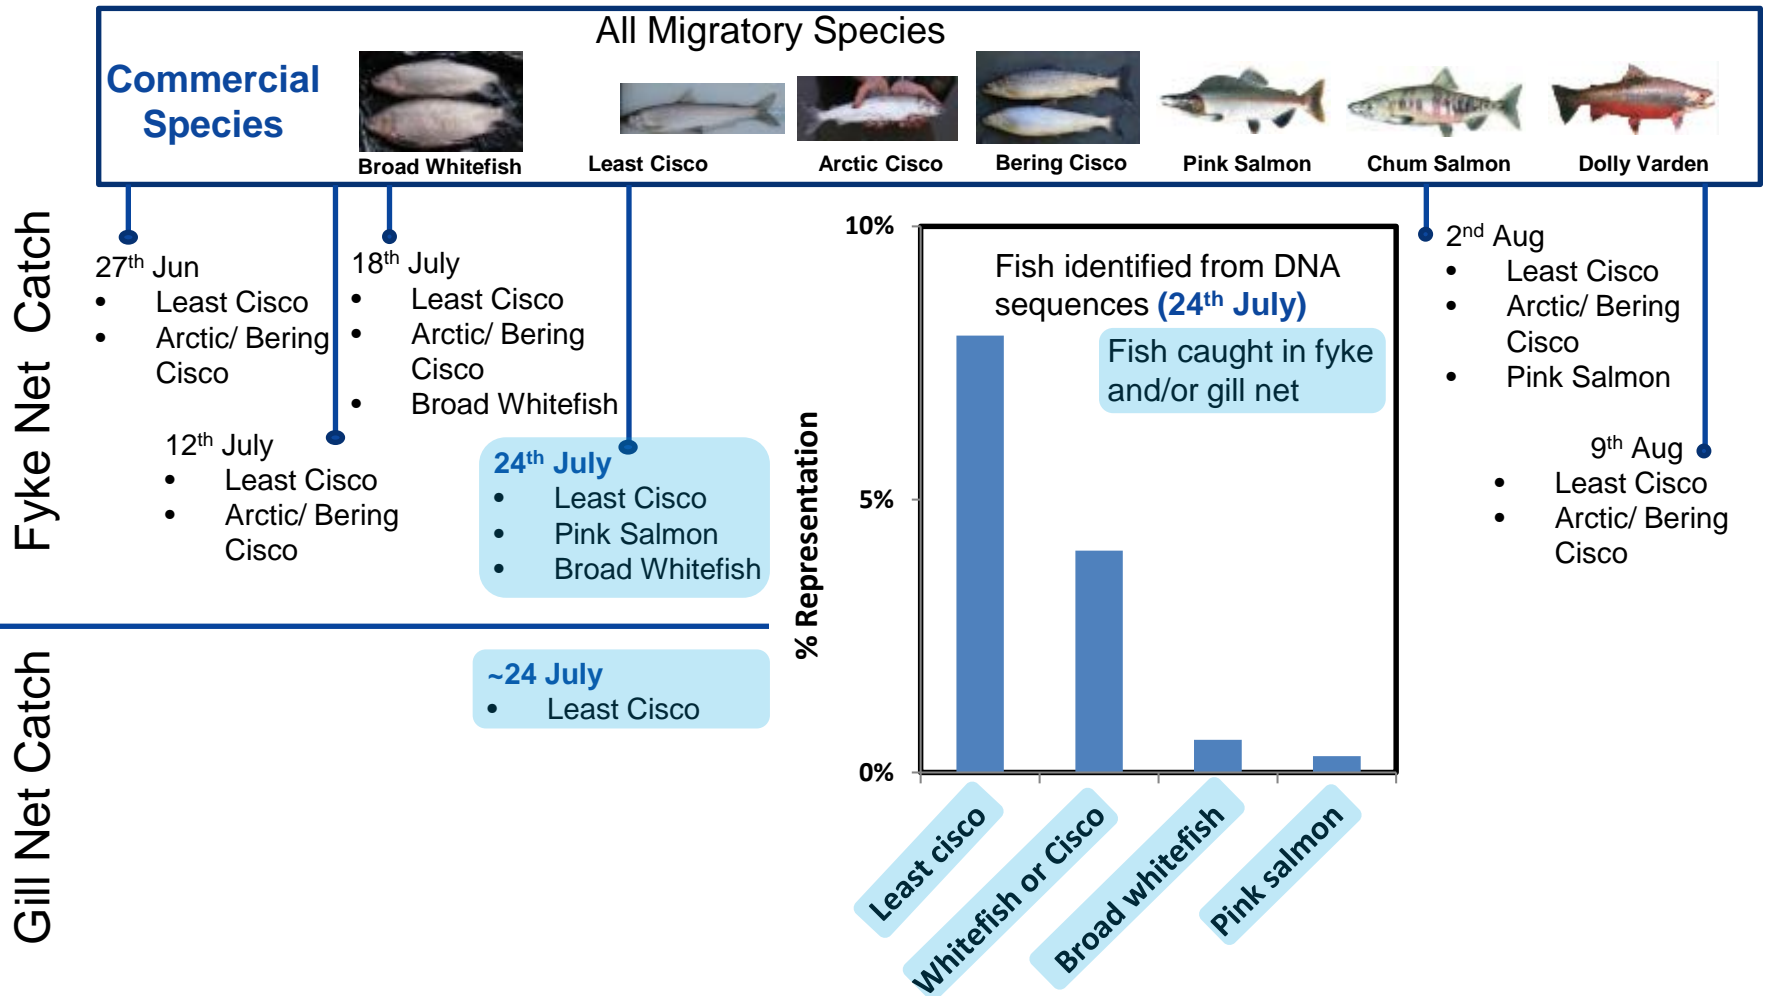 All Migratory Species
Commercial
Species
Broad Whitefish
Least Cisco
Arctic Cisco
Bering Cisco
Pink Salmon
Chum Salmon
Dolly Varden
Fyke Net Catch
27th Jun
• Least Cisco
• Arctic/ Bering
Cisco
12th July
• Least Cisco
• Arctic/ Bering
Cisco
18th July
• Least Cisco
• Arctic/ Bering
Cisco
• Broad Whitefish
24th July
• Least Cisco
• Pink Salmon
• Broad Whitefish
2nd Aug
• Least Cisco
• Arctic/ Bering
Cisco
• Pink Salmon
9th Aug
• Least Cisco
• Arctic/ Bering
Cisco
Gill Net Catch
~24 July
• Least Cisco
% Representation
10%
5%
0%
Fish identified from DNA
sequences (24th July)
Fish caught in fyke
and/or gill net
Least cisco
Whitefish or Cisco
Broad whitefish
Pink salmon